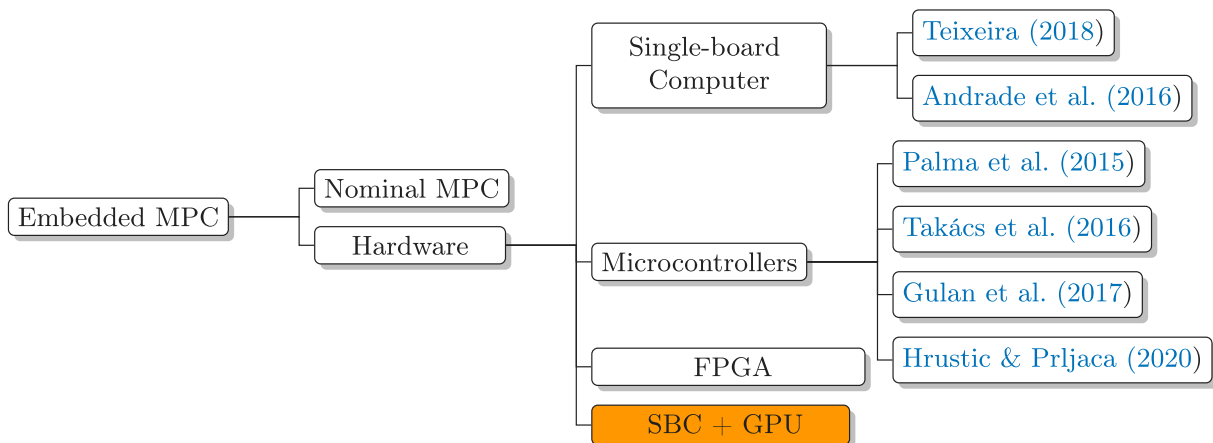 Embedded MPC
Nominal MPC
Hardware
Single-board
Computer
Teixeira (2018)
Andrade et al. (2016)
Microcontrollers
Palma et al. (2015)
Takács et al. (2016)
Gulan et al. (2017)
Hrustic & Prljaca (2020)
FPGA
SBC + GPU